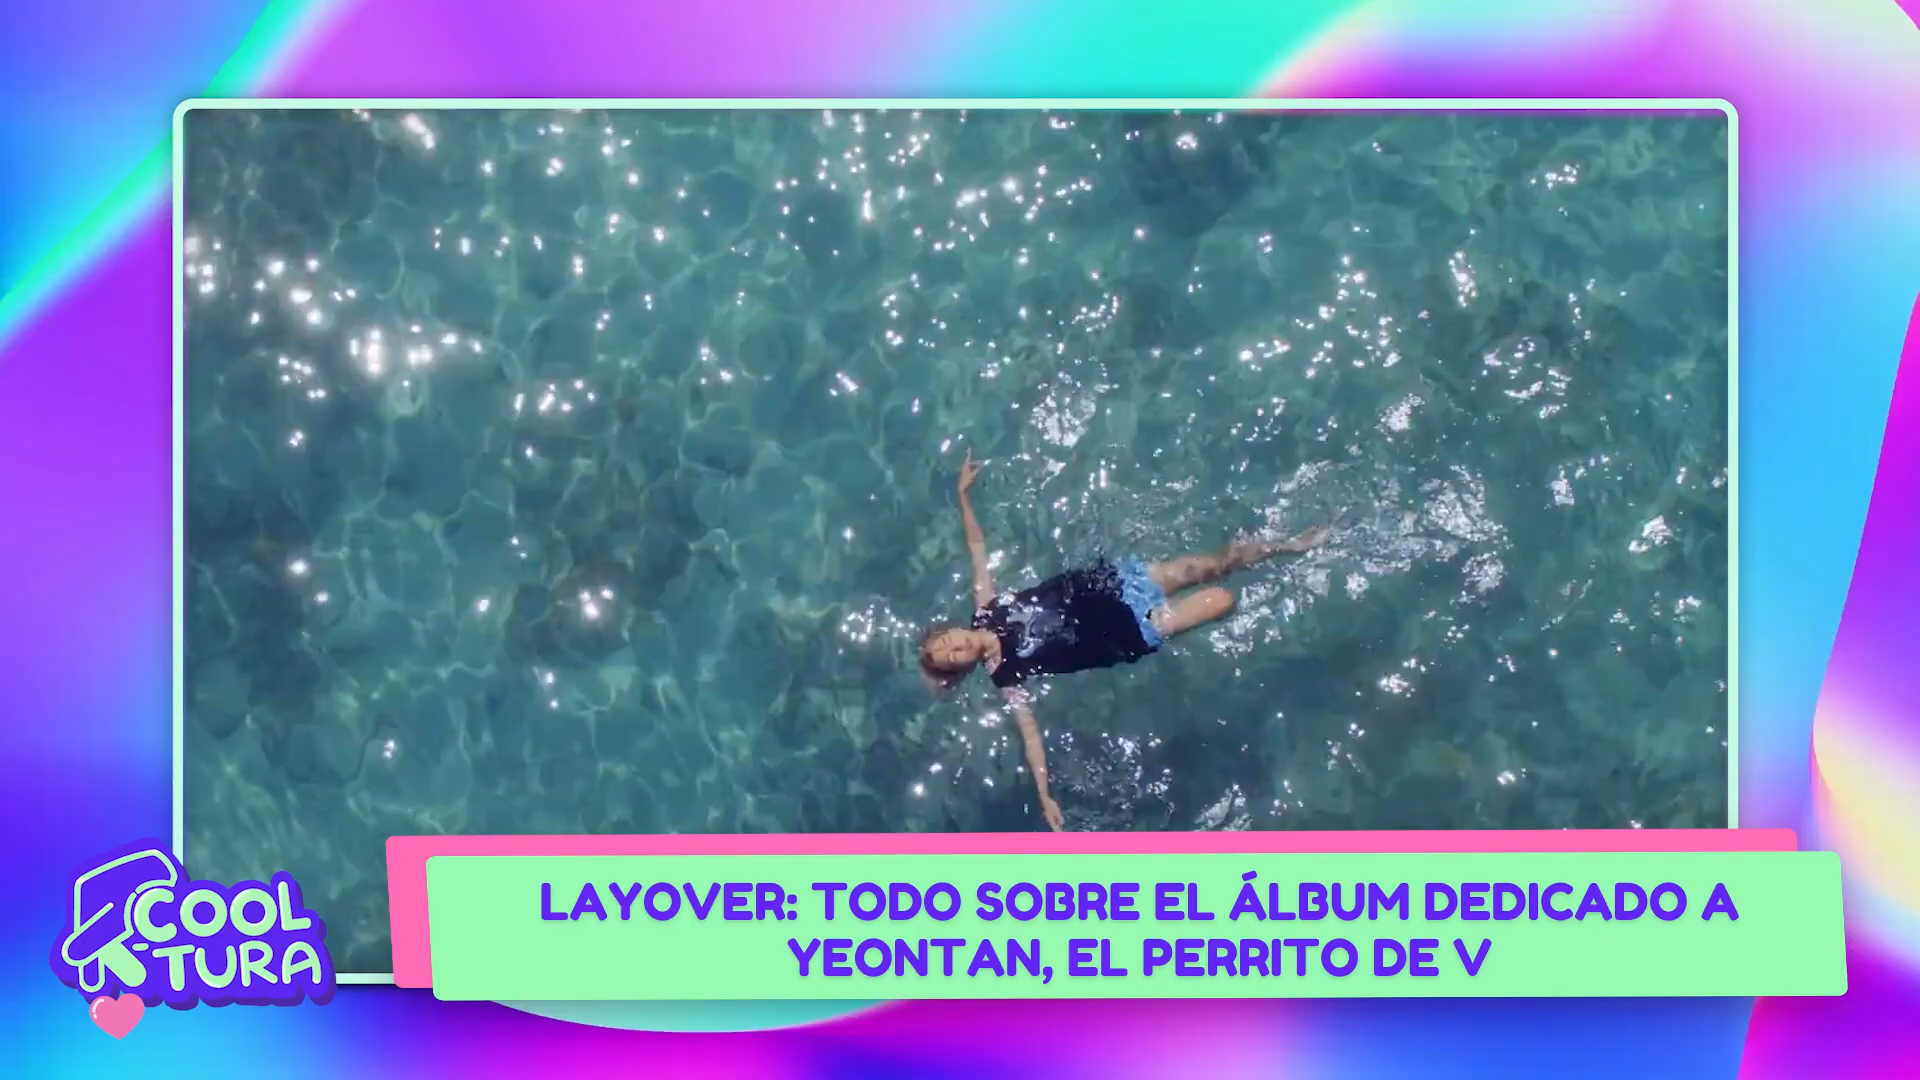 COOL
TURA
LAYOVER: TODO SOBRE EL ÁLBUM DEDICADO A
YEONTAN, EL PERRITO DE V